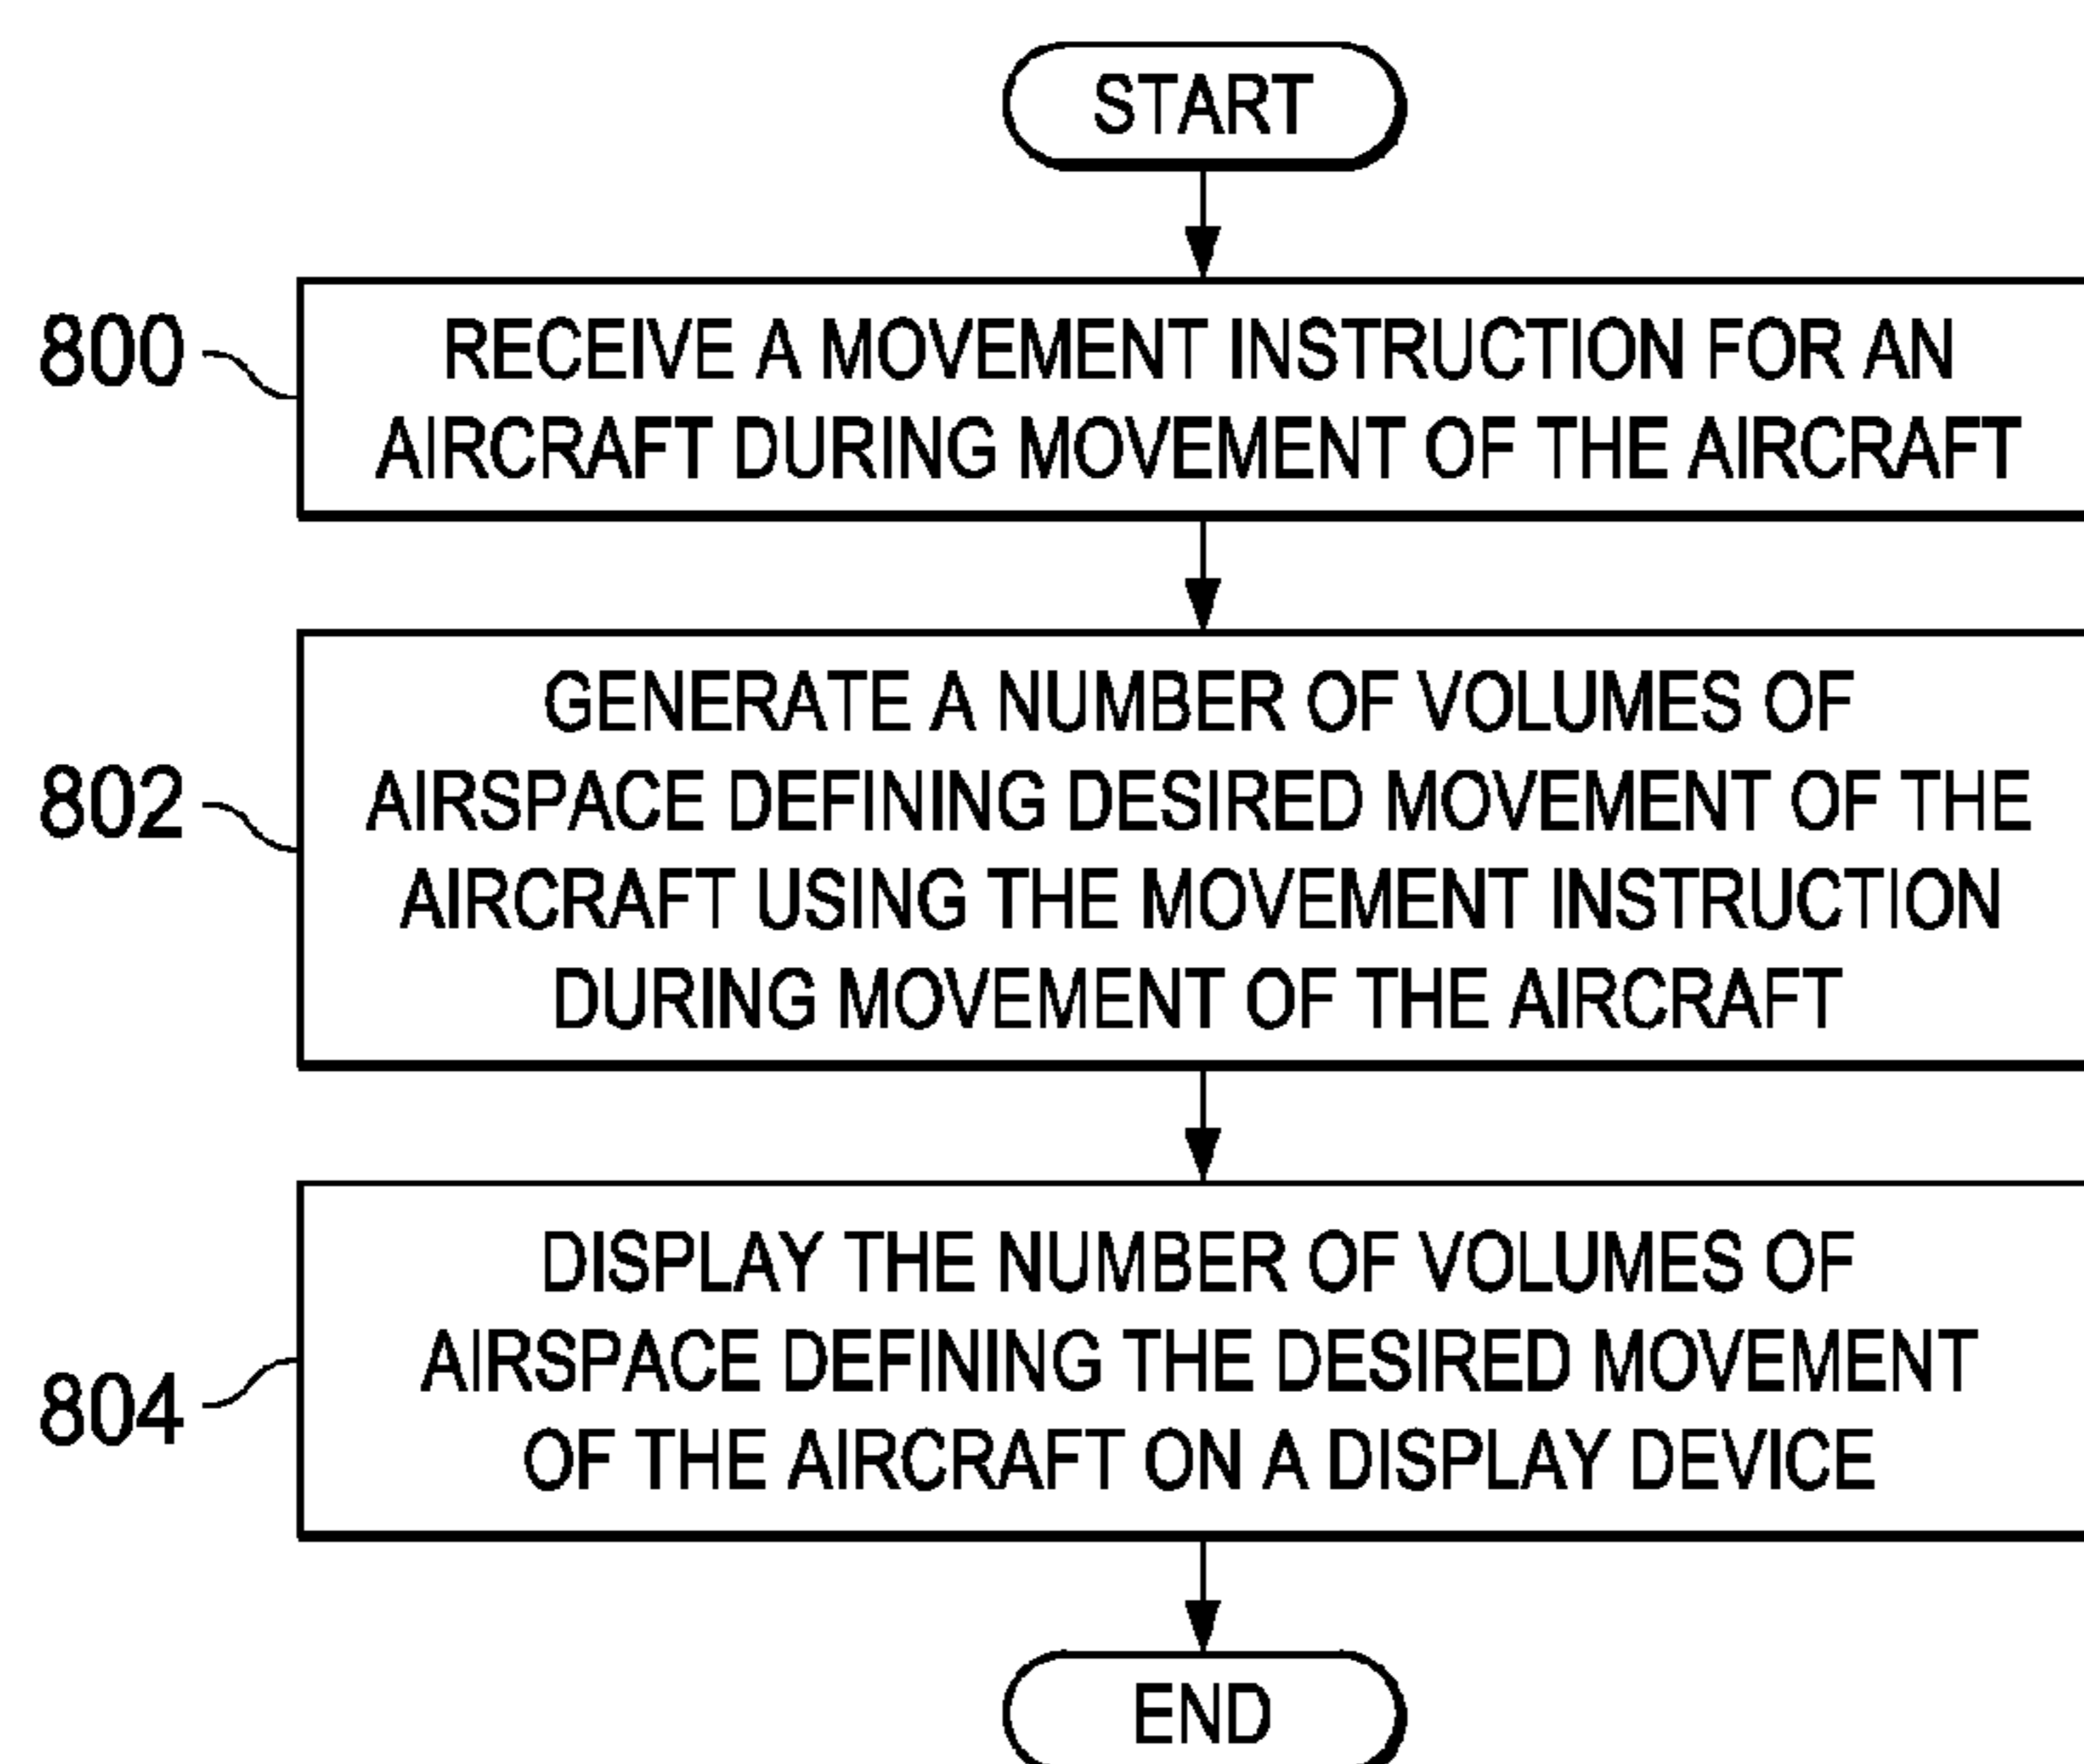 START
800
RECEIVE A MOVEMENT INSTRUCTION FOR AN
AIRCRAFT DURING MOVEMENT OF THE AIRCRAFT
802
GENERATE A NUMBER OF VOLUMES OF
AIRSPACE DEFINING DESIRED MOVEMENT OF THE
AIRCRAFT USING THE MOVEMENT INSTRUCTION
DURING MOVEMENT OF THE AIRCRAFT
804
DISPLAY THE NUMBER OF VOLUMES OF
AIRSPACE DEFINING THE DESIRED MOVEMENT
OF THE AIRCRAFT ON A DISPLAY DEVICE
END